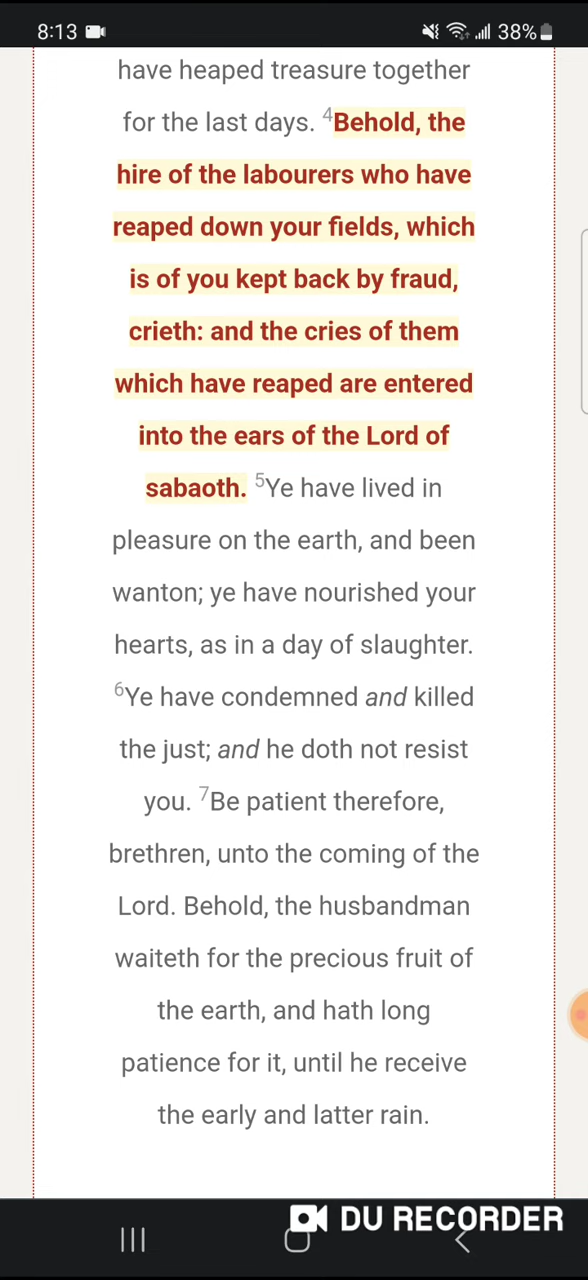 8:13 38%
have heaped treasure together
for the last days. 4Behold, the
hire of the labourers who have
reaped down your fields, which
is of you kept back by fraud,
crieth: and the cries of them
which have reaped are entered
into the ears of the Lord of
sabaoth. 5Ye have lived in
pleasure on the earth, and been
wanton; ye have nourished your
hearts, as in a day of slaughter.
6Ye have condemned and killed
the just; and he doth not resist
you. 7Be patient therefore,
brethren, unto the coming of the
Lord. Behold, the husbandman
waiteth for the precious fruit of
the earth, and hath long
patience for it, until he receive
the early and latter rain.
DU RECORDER